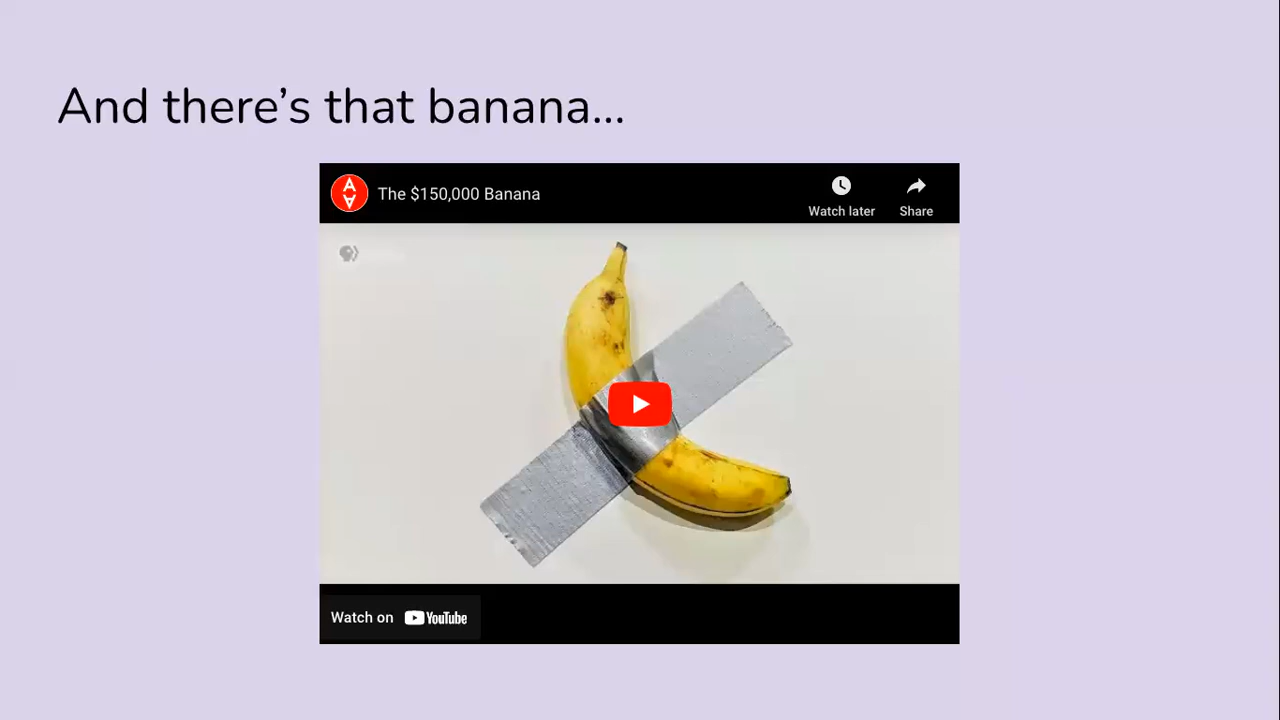 And there’s that banana...
The $150,000 Banana
Watch later
Share
Watch on YouTube